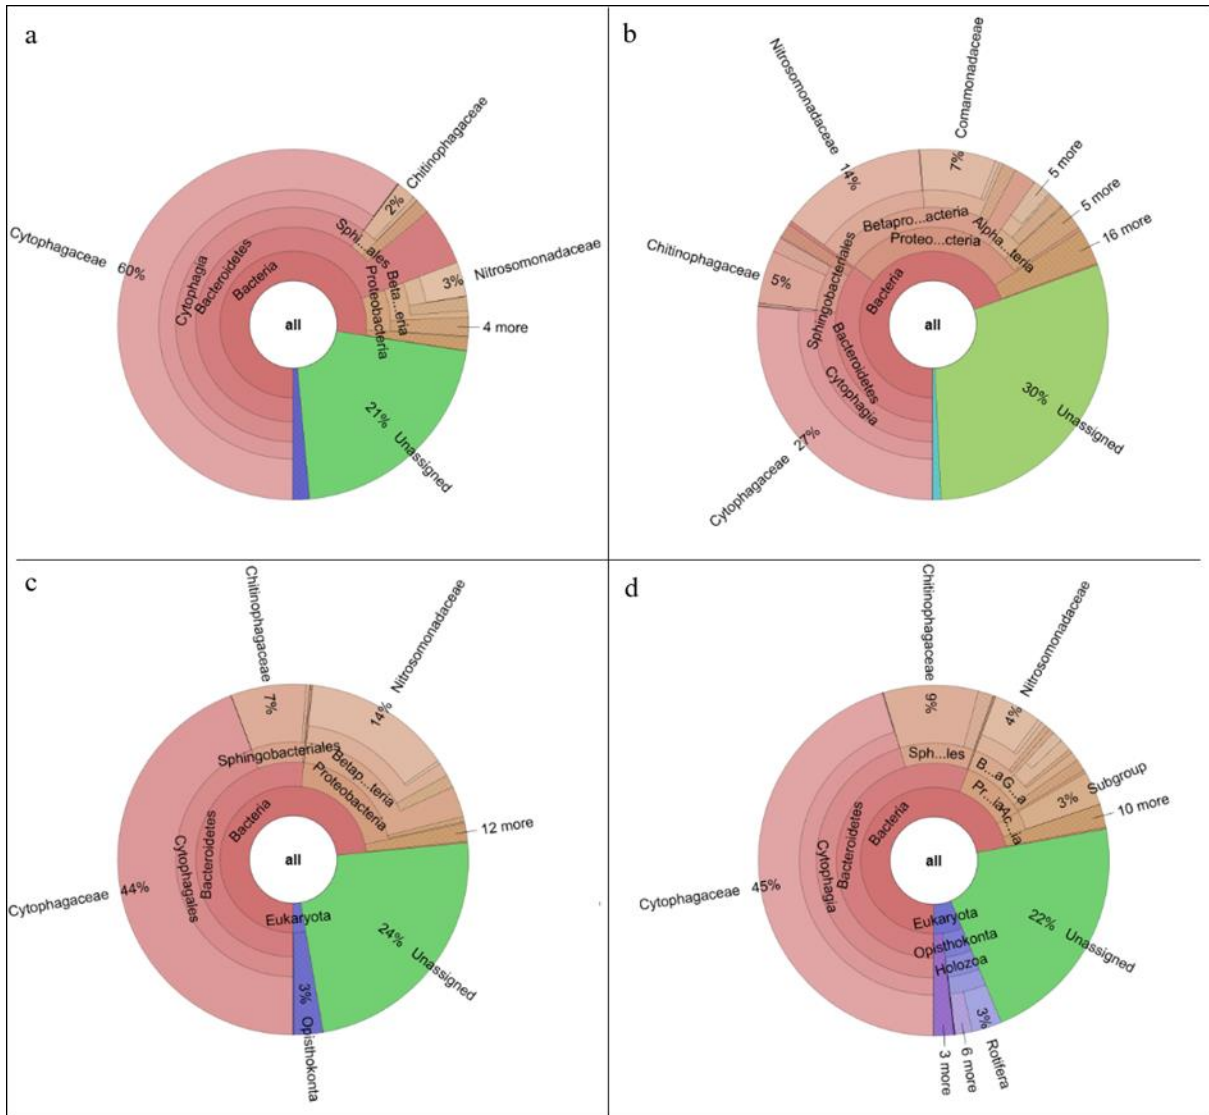 a
Chitinophagaceae
2%
Sphi...ales
Cytophagaceae 60%
Cytophagia
Bacteroidetes
Bacteria
Proteobacteria
Beta...eria
3%
Nitrosomonadaceae
4 more
all
21% Unassigned
b
Nitrosomonadaceae 14%
Comamonadaceae
7%
5 more
5 more
16 more
Betapro...acteria
Alpha...teria
Proteo...cteria
Chitinophagaceae
5%
Sphingobacteriales
Bacteria
Bacteroidetes
Cytophagia
all
Cytophagaceae 27%
30% Unassigned
c
Chitinophagaceae
7%
Nitrosomonadaceae
14%
Sphingobacteriales
Betap...teria
Proteobacteria
Bacteria
Bacteroidetes
Cytophagales
Cytophagaceae 44%
all
12 more
Eukaryota
24% Unassigned
3% Opisthokonta
d
Chitinophagaceae
9%
Nitrosomonadaceae
4%
Sph...les
B...a
G...a
Pr...ia
Ac...ia
Subgroup
3%
10 more
Bacteria
Bacteroidetes
Cytophagia
Cytophagaceae 45%
all
Eukaryota
Opisthokonta
Holozoa
22% Unassigned
3% Rotifera
6 more
3 more